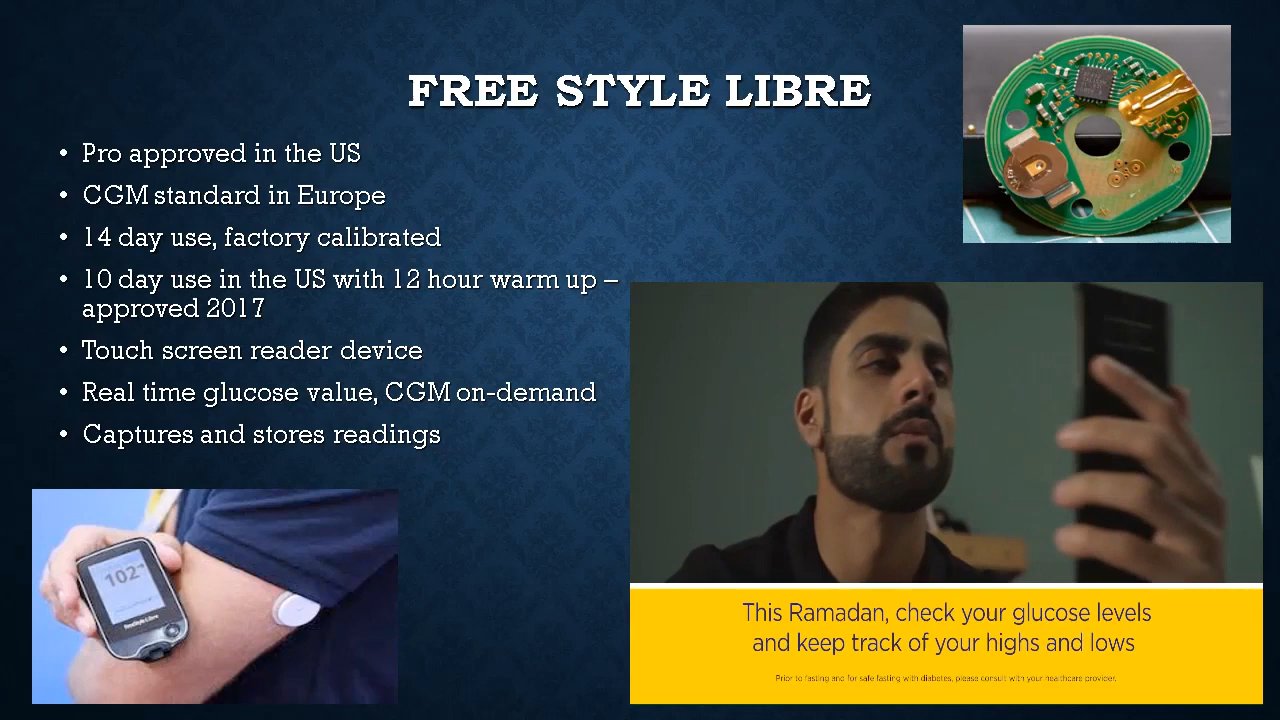 FREE STYLE LIBRE
• Pro approved in the US
• CGM standard in Europe
• 14 day use, factory calibrated
• 10 day use in the US with 12 hour warm up –
approved 2017
• Touch screen reader device
• Real time glucose value, CGM on-demand
• Captures and stores readings
102
FreeStyle Libre
This Ramadan, check your glucose levels
and keep track of your highs and lows
Prior to fasting and for safe fasting with diabetes, please consult with your healthcare provider.